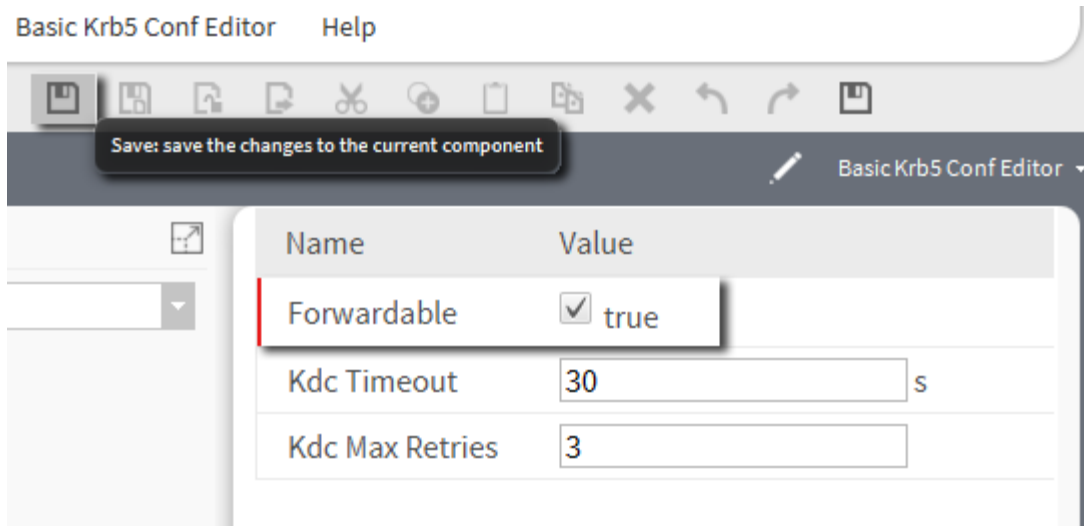 Basic Krb5 Conf Editor Help
Save: save the changes to the current component
Basic Krb5 Conf Editor
Name Value
Forwardable true
Kdc Timeout 30 s
Kdc Max Retries 3